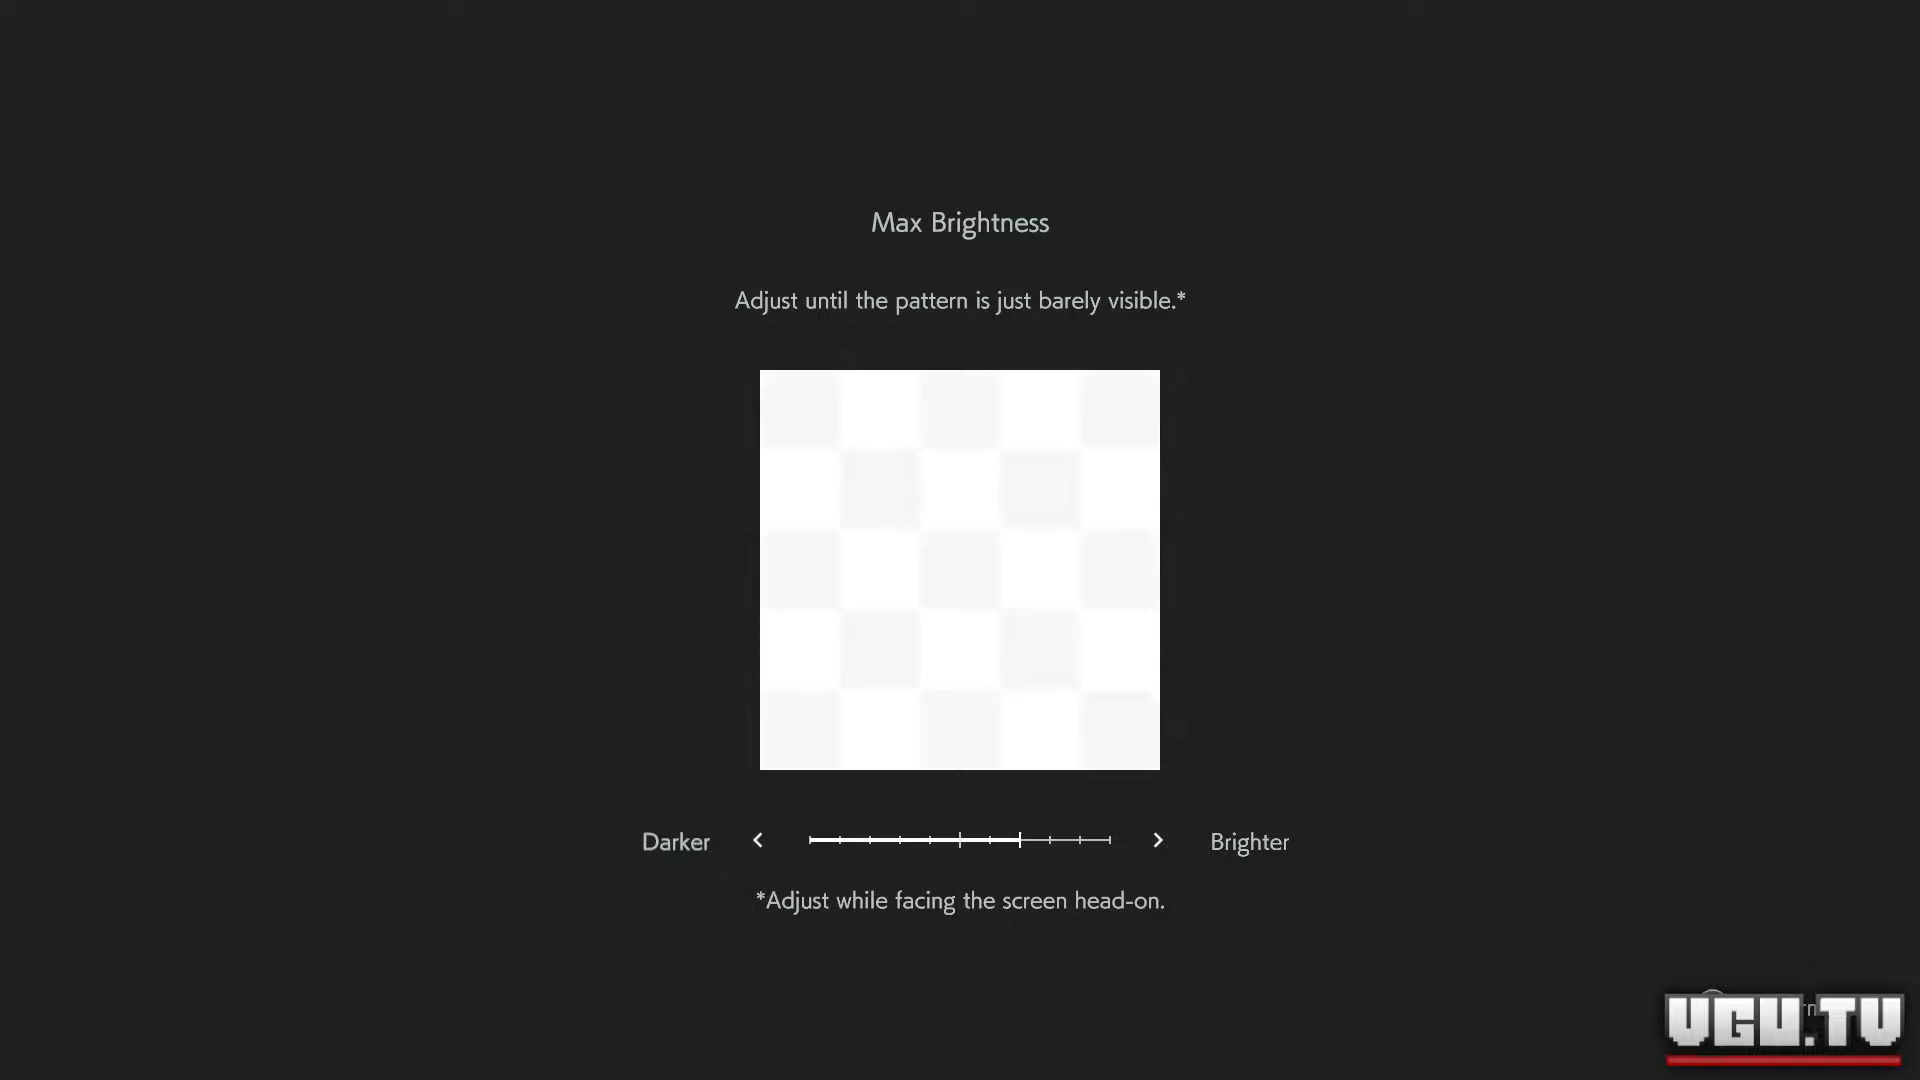 Max Brightness
Adjust until the pattern is just barely visible.*
Darker
Brighter
*Adjust while facing the screen head-on.
VGU.TV